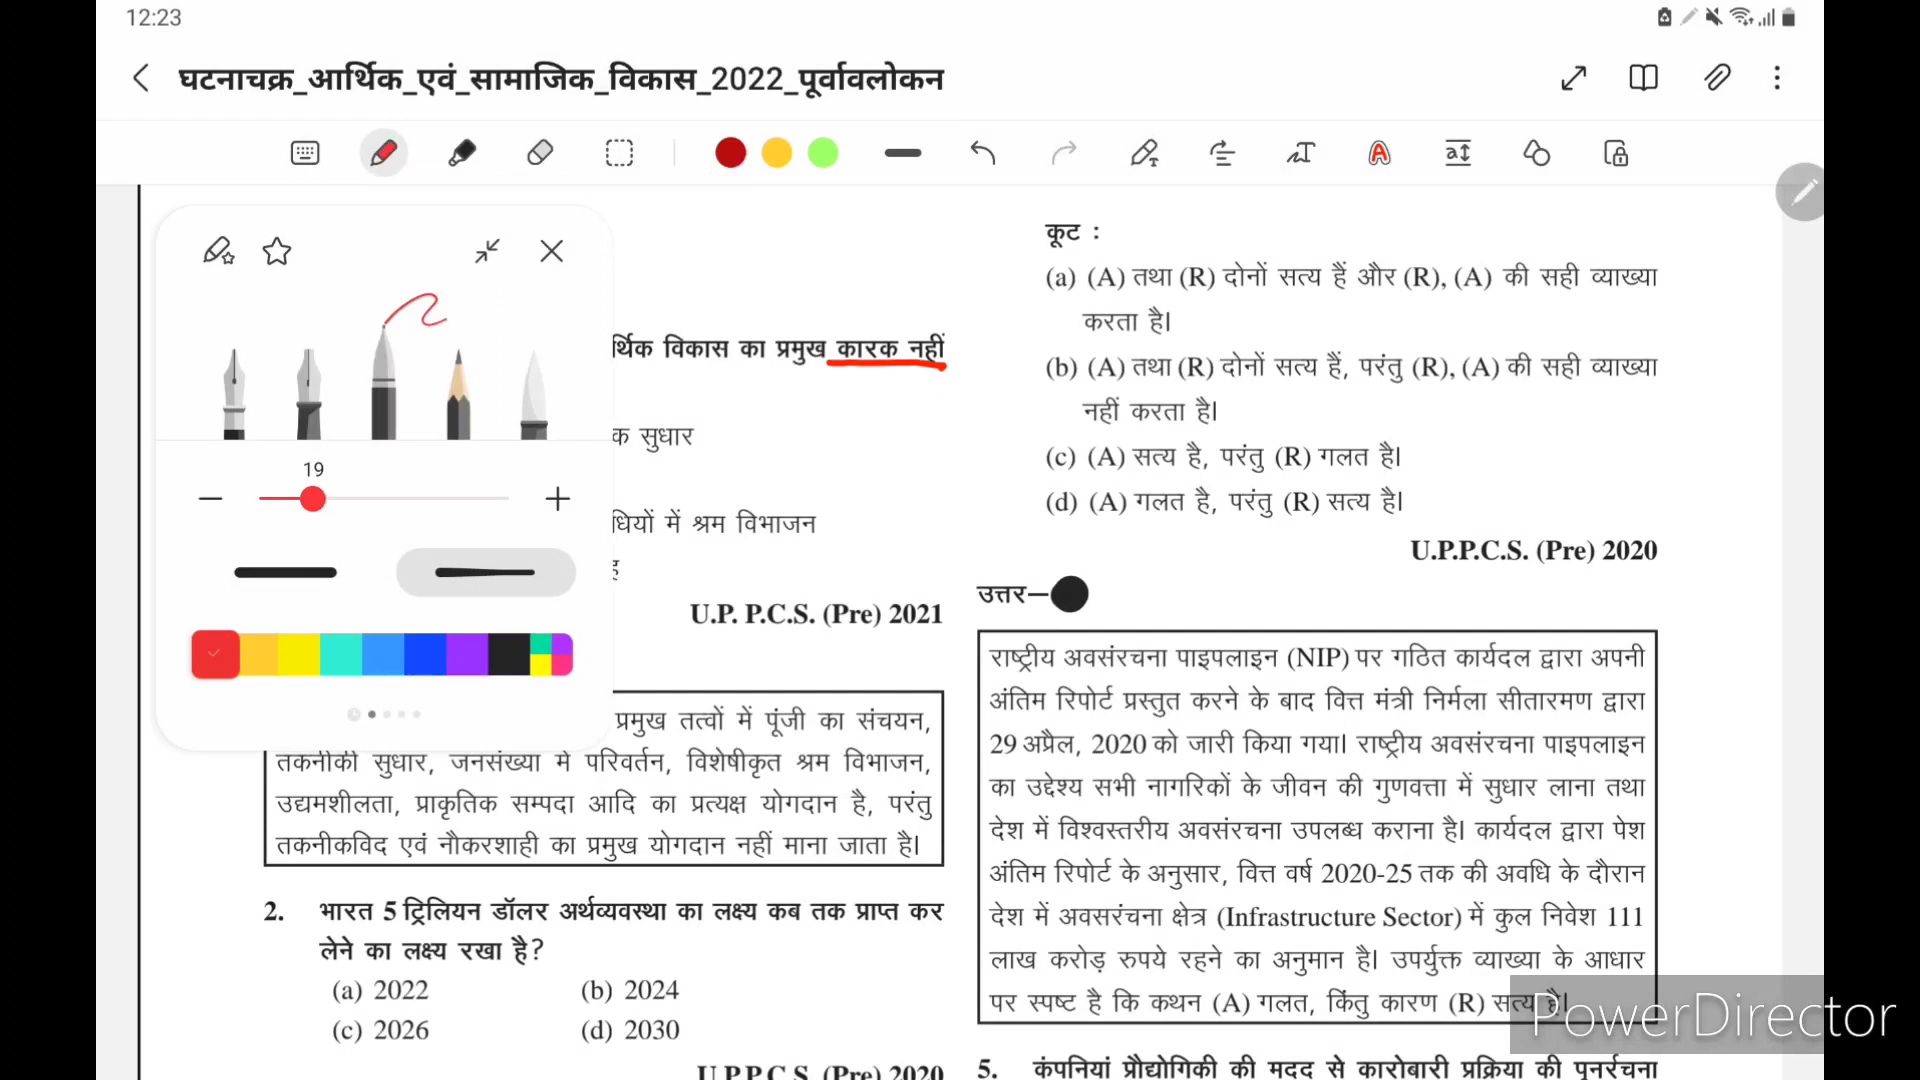 12:23
घटनाचक्र_आर्थिक_एवं_सामाजिक_विकास_2022_पूर्वावलोकन
19
र्थिक विकास का प्रमुख कारक नहीं
क सुधार
धियों में श्रम विभाजन
U.P. P.C.S. (Pre) 2021
प्रमुख तत्वों में पूंजी का संचयन,
तकनीकी सुधार, जनसंख्या में परिवर्तन, विशेषीकृत श्रम विभाजन,
उद्यमशीलता, प्राकृतिक सम्पदा आदि का प्रत्यक्ष योगदान है, परंतु
तकनीकविद एवं नौकरशाही का प्रमुख योगदान नहीं माना जाता है।
2. भारत 5 ट्रिलियन डॉलर अर्थव्यवस्था का लक्ष्य कब तक प्राप्त कर
लेने का लक्ष्य रखा है?
(a) 2022 (b) 2024
(c) 2026 (d) 2030
U.P.P.C.S. (Pre) 2020
कूट :
(a) (A) तथा (R) दोनों सत्य हैं और (R), (A) की सही व्याख्या
करता है।
(b) (A) तथा (R) दोनों सत्य हैं, परंतु (R), (A) की सही व्याख्या
नहीं करता है।
(c) (A) सत्य है, परंतु (R) गलत है।
(d) (A) गलत है, परंतु (R) सत्य है।
U.P.P.C.S. (Pre) 2020
उत्तर—
राष्ट्रीय अवसंरचना पाइपलाइन (NIP) पर गठित कार्यदल द्वारा अपनी
अंतिम रिपोर्ट प्रस्तुत करने के बाद वित्त मंत्री निर्मला सीतारमण द्वारा
29 अप्रैल, 2020 को जारी किया गया। राष्ट्रीय अवसंरचना पाइपलाइन
का उद्देश्य सभी नागरिकों के जीवन की गुणवत्ता में सुधार लाना तथा
देश में विश्वस्तरीय अवसंरचना उपलब्ध कराना है। कार्यदल द्वारा पेश
अंतिम रिपोर्ट के अनुसार, वित्त वर्ष 2020-25 तक की अवधि के दौरान
देश में अवसरंचना क्षेत्र (Infrastructure Sector) में कुल निवेश 111
लाख करोड़ रुपये रहने का अनुमान है। उपर्युक्त व्याख्या के आधार
पर स्पष्ट है कि कथन (A) गलत, किंतु कारण (R) सत्य है।
PowerDirector
5. कंपनियां प्रौद्योगिकी की मदद से कारोबारी प्रक्रिया की पुनर्रचना